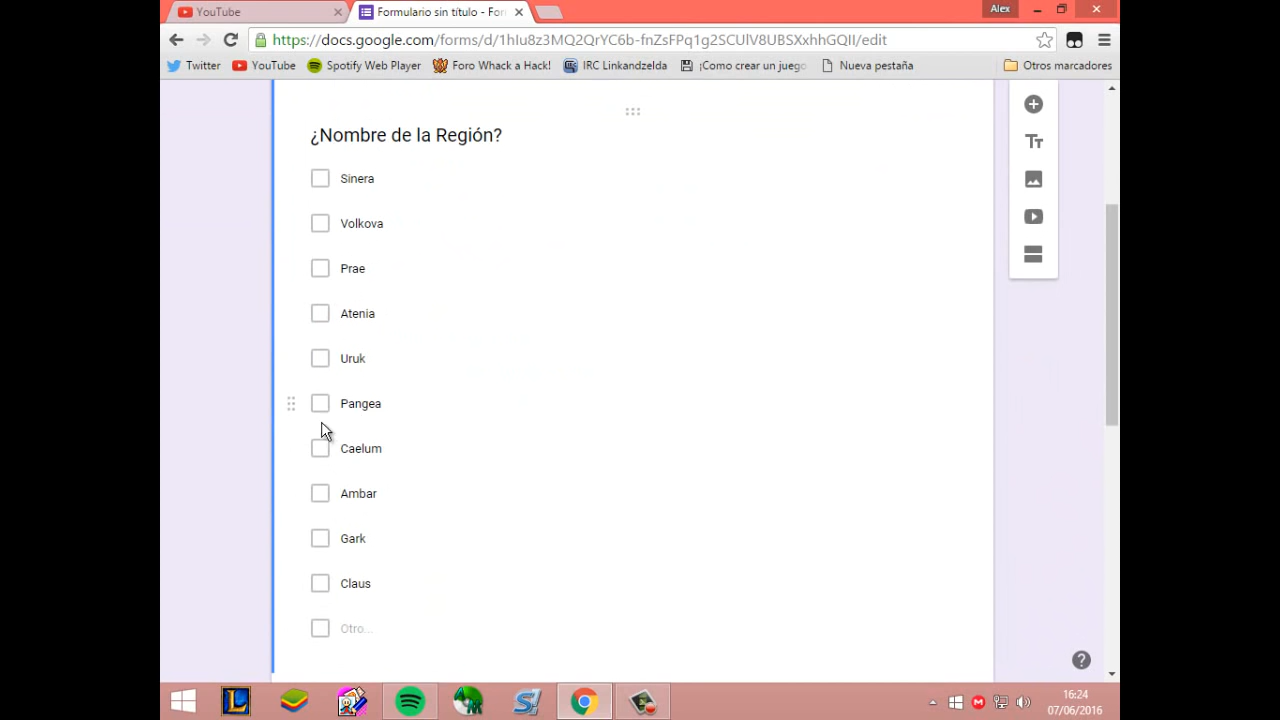 YouTube
Formulario sin título - For
Alex
https://docs.google.com/forms/d/1hIu8z3MQ2QrYC6b-fnZsFPq1g2SCUlV8UBSXxhhGQII/edit
Twitter
YouTube
Spotify Web Player
Foro Whack a Hack!
IRC Linkandzelda
¡Como crear un juego
Nueva pestaña
Otros marcadores
¿Nombre de la Región?
Sinera
Volkova
Prae
Atenia
Uruk
Pangea
Caelum
Ambar
Gark
Claus
Otro...
16:24
07/06/2016